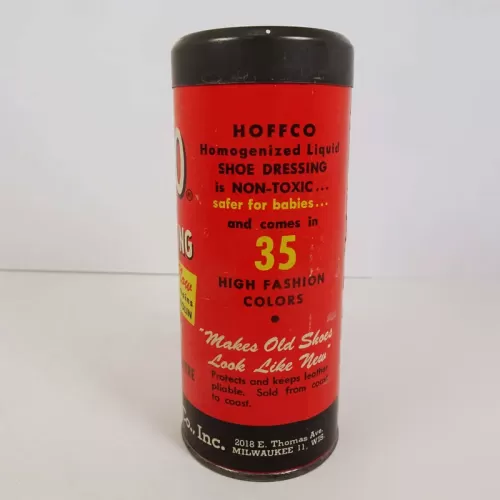 HOFFCO
Homogenized Liquid
SHOE DRESSING
is NON-TOXIC...
safer for babies...
and comes in
35
HIGH FASHION
COLORS
"Makes Old Shoes
Look Like New"
Protects and keeps leather
pliable. Sold from coast
to coast.
O®
NG
Co., Inc.
2018 E. Thomas Ave.
MILWAUKEE 11, WIS.